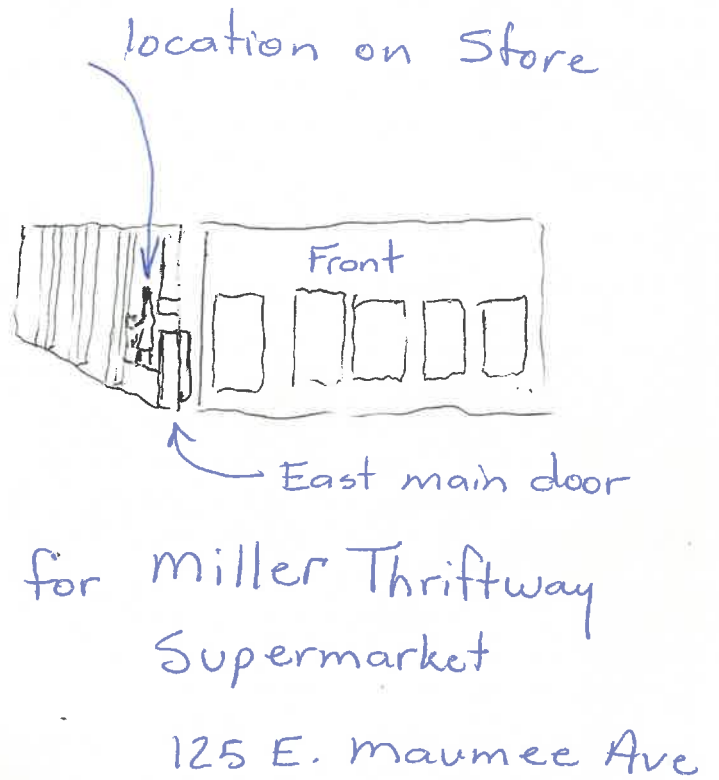 location on Store
Front
East main door
for Miller Thriftway
Supermarket
125 E. Maumee Ave